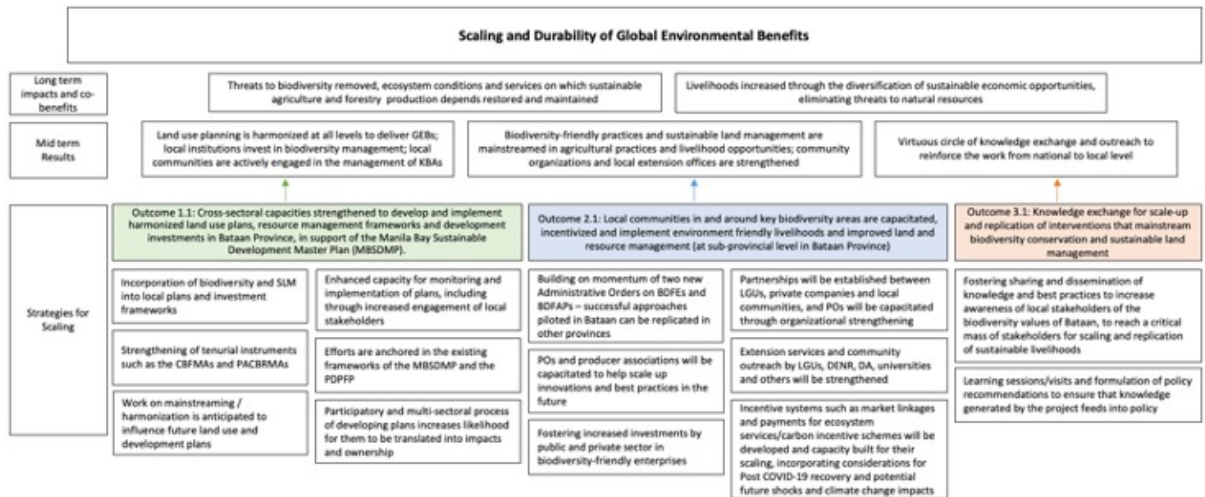 Scaling and Durability of Global Environmental Benefits
Long term
impacts and co-
benefits
Threats to biodiversity removed, ecosystem conditions and services on which sustainable
agriculture and forestry production depends restored and maintained
Livelihoods increased through the diversification of sustainable economic opportunities,
eliminating threats to natural resources
Mid term
Results
Land use planning is harmonized at all levels to deliver GEBs;
local institutions invest in biodiversity management; local
communities are actively engaged in the management of KBAs
Biodiversity-friendly practices and sustainable land management are
mainstreamed in agricultural practices and livelihood opportunities; community
organizations and local extension offices are strengthened
Virtuous circle of knowledge exchange and outreach to
reinforce the work from national to local level
Strategies for
Scaling
Outcome 1.1: Cross-sectoral capacities strengthened to develop and implement
harmonized land use plans, resource management frameworks and development
investments in Bataan Province, in support of the Manila Bay Sustainable
Development Master Plan (MBSDMP).
Incorporation of biodiversity and SLM
into local plans and investment
frameworks
Strengthening of tenurial instruments
such as the CBFMAs and PACBRMAs
Work on mainstreaming /
harmonization is anticipated to
influence future land use and
development plans
Enhanced capacity for monitoring and
implementation of plans, including
through increased engagement of local
stakeholders
Efforts are anchored in the existing
frameworks of the MBSDMP and the
PDPFP
Participatory and multi-sectoral process
of developing plans increases likelihood
for them to be translated into impacts
and ownership
Outcome 2.1: Local communities in and around key biodiversity areas are capacitated,
incentivized and implement environment friendly livelihoods and improved land and
resource management (at sub-provincial level in Bataan Province)
Building on momentum of two new
Administrative Orders on BDFEs and
BDFAPs – successful approaches
piloted in Bataan can be replicated in
other provinces
POs and producer associations will be
capacitated to help scale up
innovations and best practices in the
future
Fostering increased investments by
public and private sector in
biodiversity-friendly enterprises
Partnerships will be established between
LGUs, private companies and local
communities, and POs will be capacitated
through organizational strengthening
Extension services and community
outreach by LGUs, DENR, DA, universities
and others will be strengthened
Incentive systems such as market linkages
and payments for ecosystem
services/carbon incentive schemes will be
developed and capacity built for their
scaling, incorporating considerations for
Post COVID-19 recovery and potential
future shocks and climate change impacts
Outcome 3.1: Knowledge exchange for scale-up
and replication of interventions that mainstream
biodiversity conservation and sustainable land
management
Fostering sharing and dissemination of
knowledge and best practices to increase
awareness of local stakeholders of the
biodiversity values of Bataan, to reach a critical
mass of stakeholders for scaling and replication
of sustainable livelihoods
Learning sessions/visits and formulation of policy
recommendations to ensure that knowledge
generated by the project feeds into policy